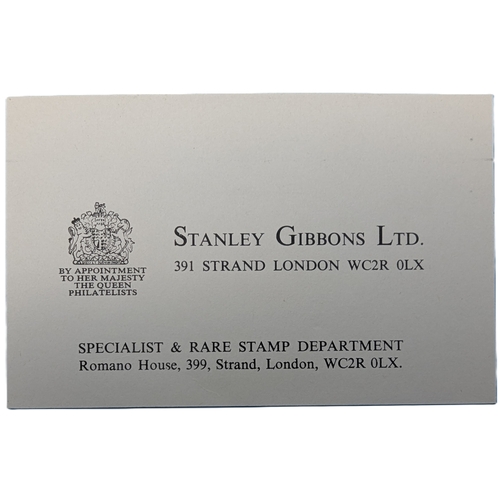 STANLEY GIBBONS LTD.
391 STRAND LONDON WC2R 0LX
BY APPOINTMENT
TO HER MAJESTY
THE QUEEN
PHILATELISTS
SPECIALIST & RARE STAMP DEPARTMENT
Romano House, 399, Strand, London, WC2R 0LX.